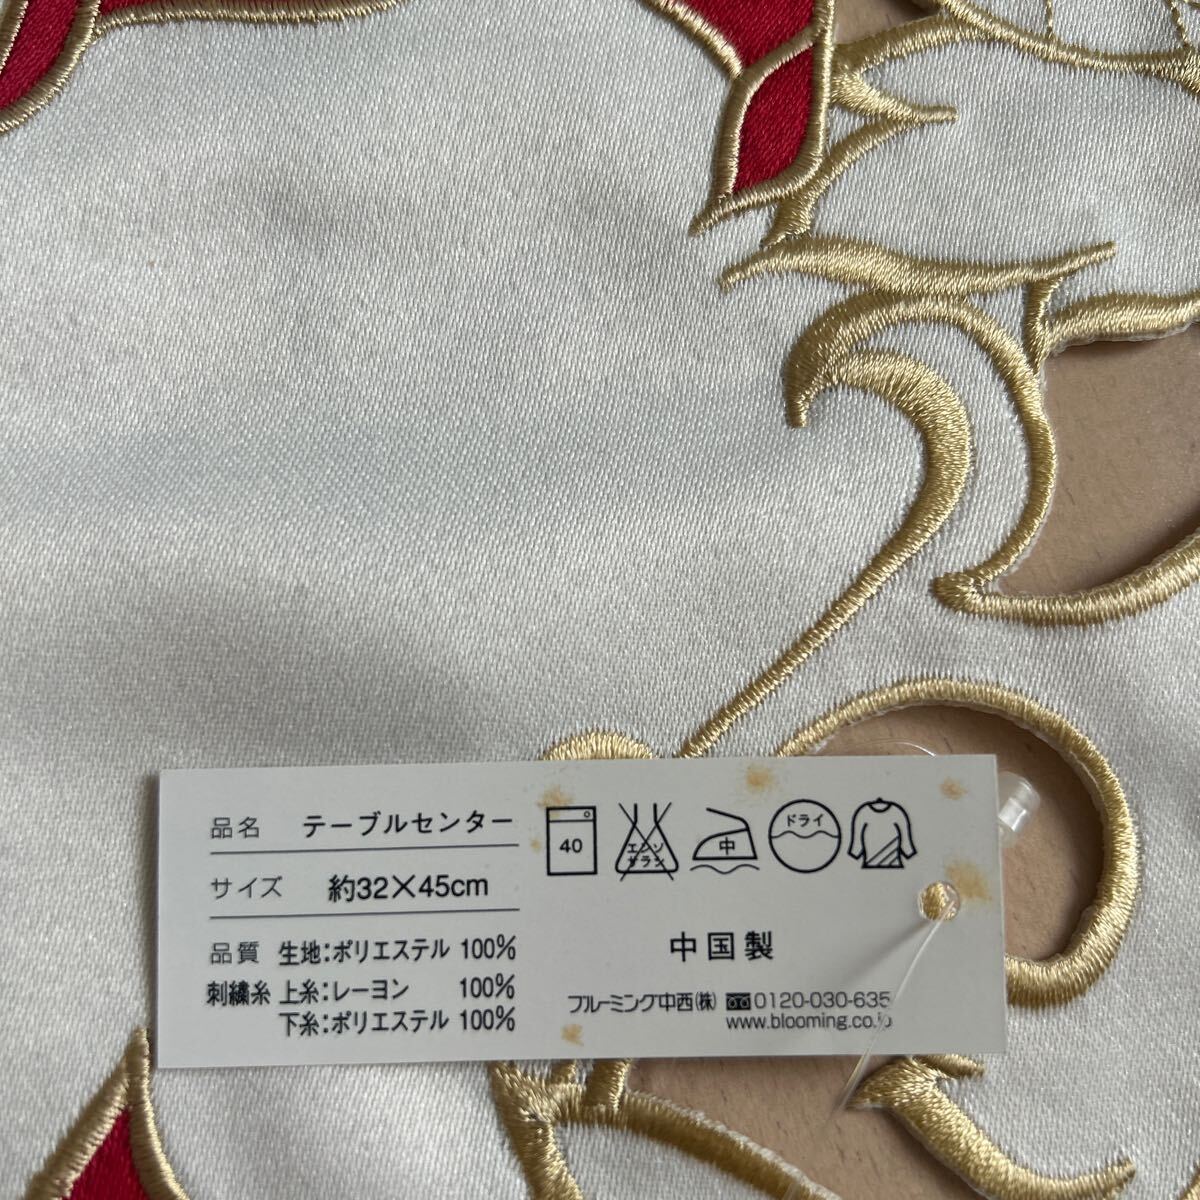 品名 テーブルセンター
サイズ 約32×45cm
品質 生地:ポリエステル 100%
刺繍糸 上糸:レーヨン 100%
下糸:ポリエステル 100%
40
エンソ
サラシ
中
ドライ
中国製
ブルーミング中西(株) 0120-030-635
www.blooming.co.jp